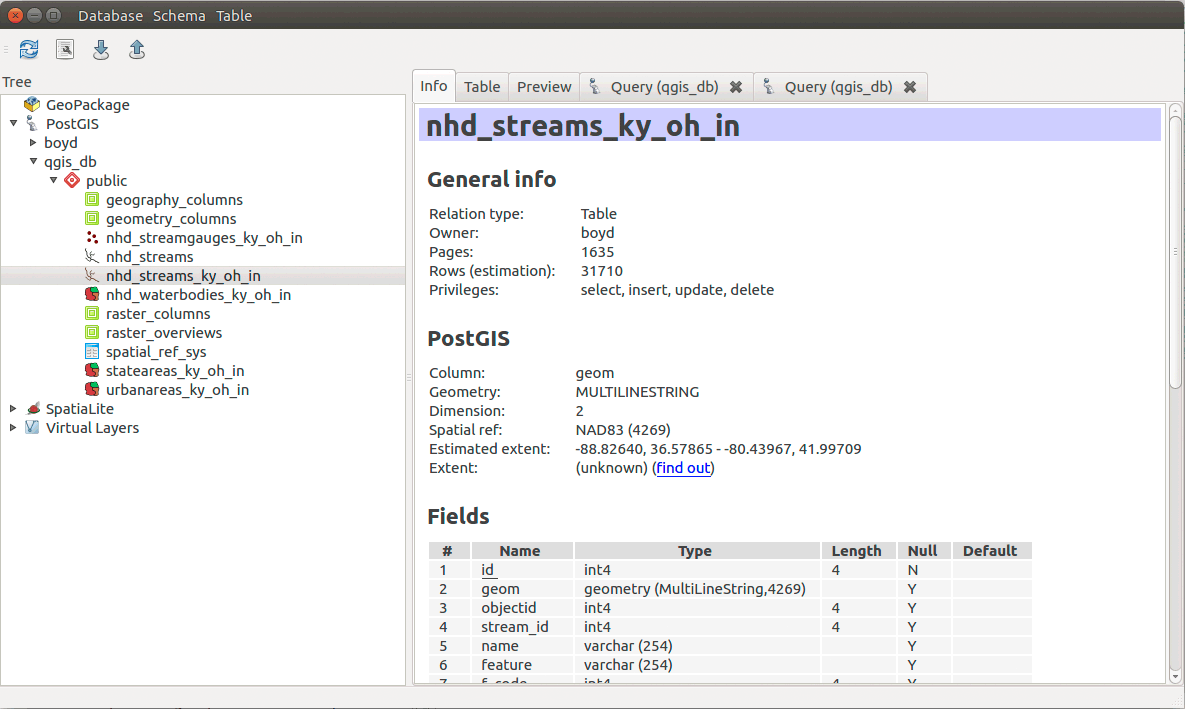 Database Schema Table
Tree
GeoPackage
PostGIS
boyd
qgis_db
public
geography_columns
geometry_columns
nhd_streamgauges_ky_oh_in
nhd_streams
nhd_streams_ky_oh_in
nhd_waterbodies_ky_oh_in
raster_columns
raster_overviews
spatial_ref_sys
stateareas_ky_oh_in
urbanareas_ky_oh_in
SpatiaLite
Virtual Layers
Info Table Preview Query (qgis_db) Query (qgis_db)
nhd_streams_ky_oh_in
General info
Relation type: Table
Owner: boyd
Pages: 1635
Rows (estimation): 31710
Privileges: select, insert, update, delete
PostGIS
Column: geom
Geometry: MULTILINESTRING
Dimension: 2
Spatial ref: NAD83 (4269)
Estimated extent: -88.82640, 36.57865 - -80.43967, 41.99709
Extent: (unknown) (find out)
Fields
# Name Type Length Null Default
1 id int4 4 N
2 geom geometry (MultiLineString,4269) Y
3 objectid int4 4 Y
4 stream_id int4 4 Y
5 name varchar (254) Y
6 feature varchar (254) Y
7 f_code int4 4 Y